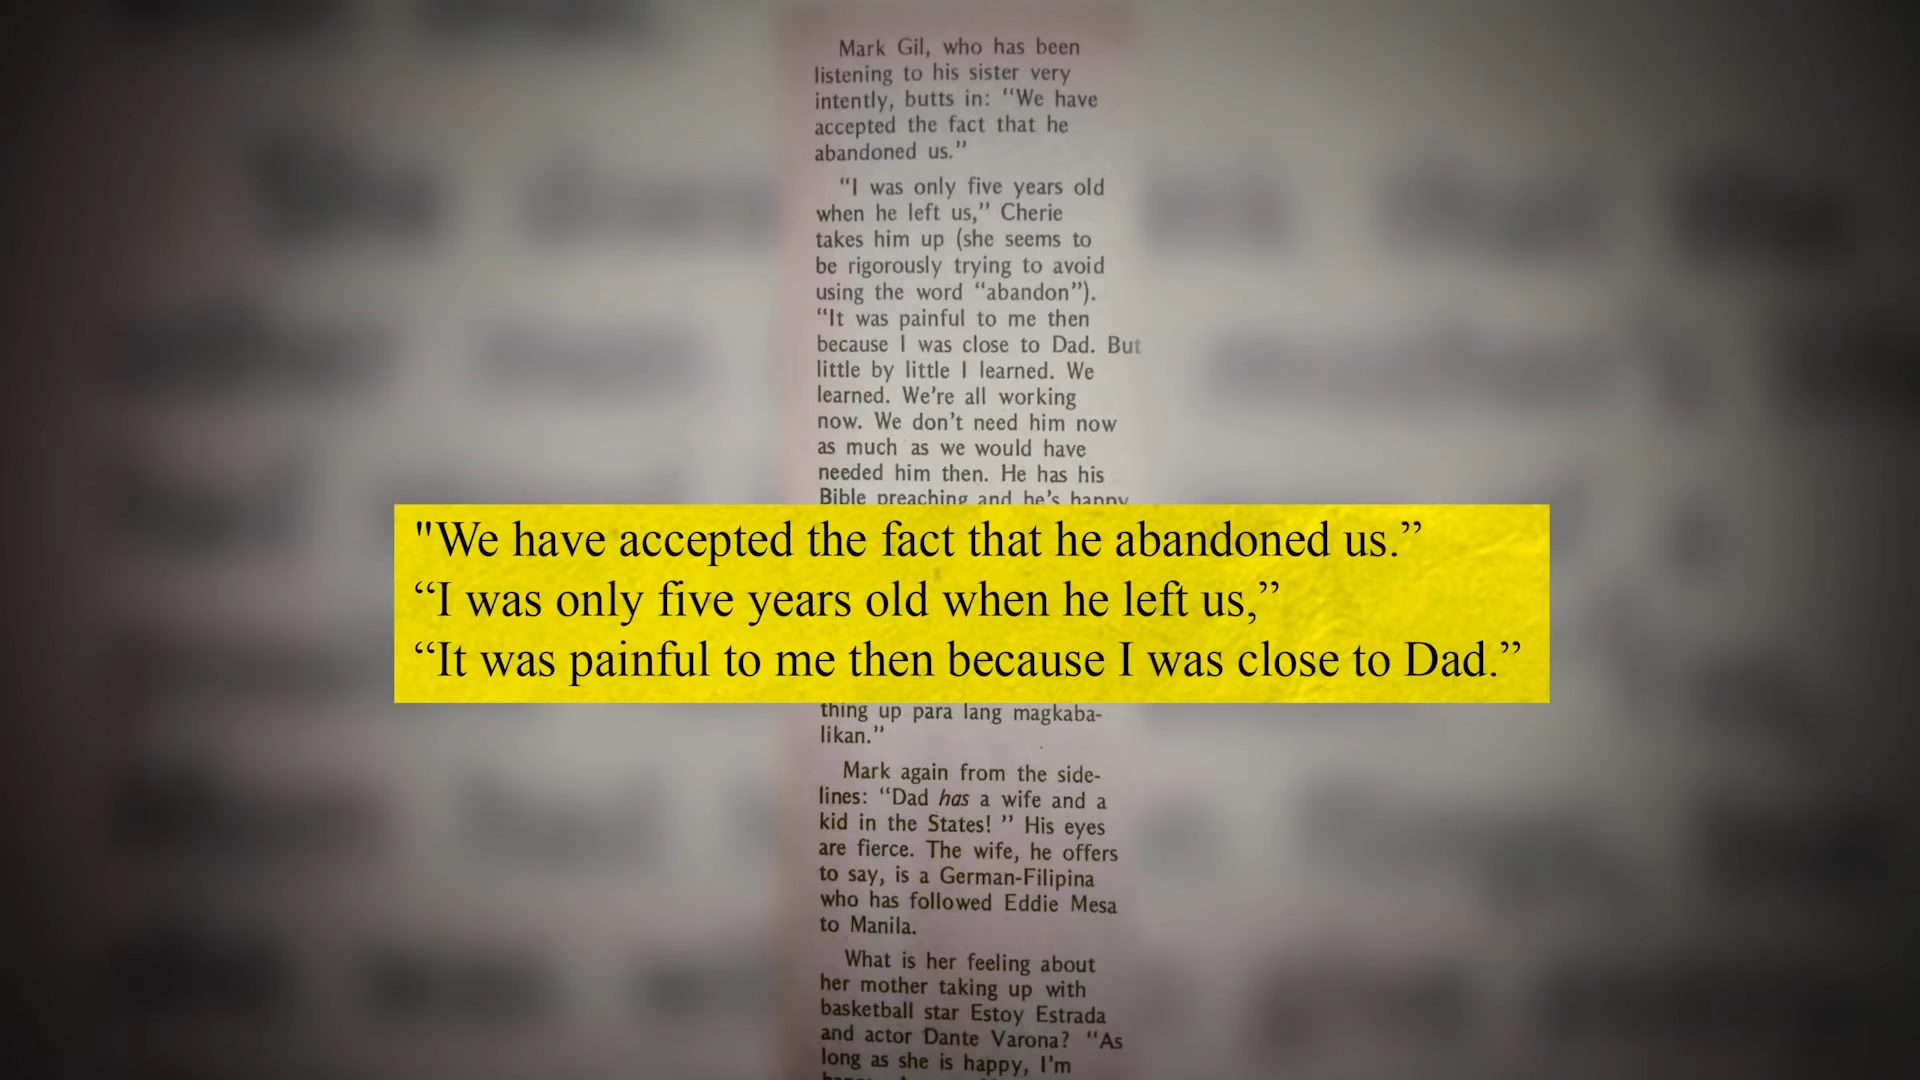 Mark Gil, who has been
listening to his sister very
intently, butts in: “We have
accepted the fact that he
abandoned us.”
“I was only five years old
when he left us,” Cherie
takes him up (she seems to
be rigorously trying to avoid
using the word “abandon”).
“It was painful to me then
because I was close to Dad. But
little by little I learned. We
learned. We’re all working
now. We don’t need him now
as much as we would have
needed him then. He has his
Bible preaching and he’s happy
"We have accepted the fact that he abandoned us.”
“I was only five years old when he left us,”
“It was painful to me then because I was close to Dad.”
thing up para lang magkaba-
likan.”
Mark again from the side-
lines: “Dad has a wife and a
kid in the States! ” His eyes
are fierce. The wife, he offers
to say, is a German-Filipina
who has followed Eddie Mesa
to Manila.
What is her feeling about
her mother taking up with
basketball star Estoy Estrada
and actor Dante Varona? “As
long as she is happy, I’m